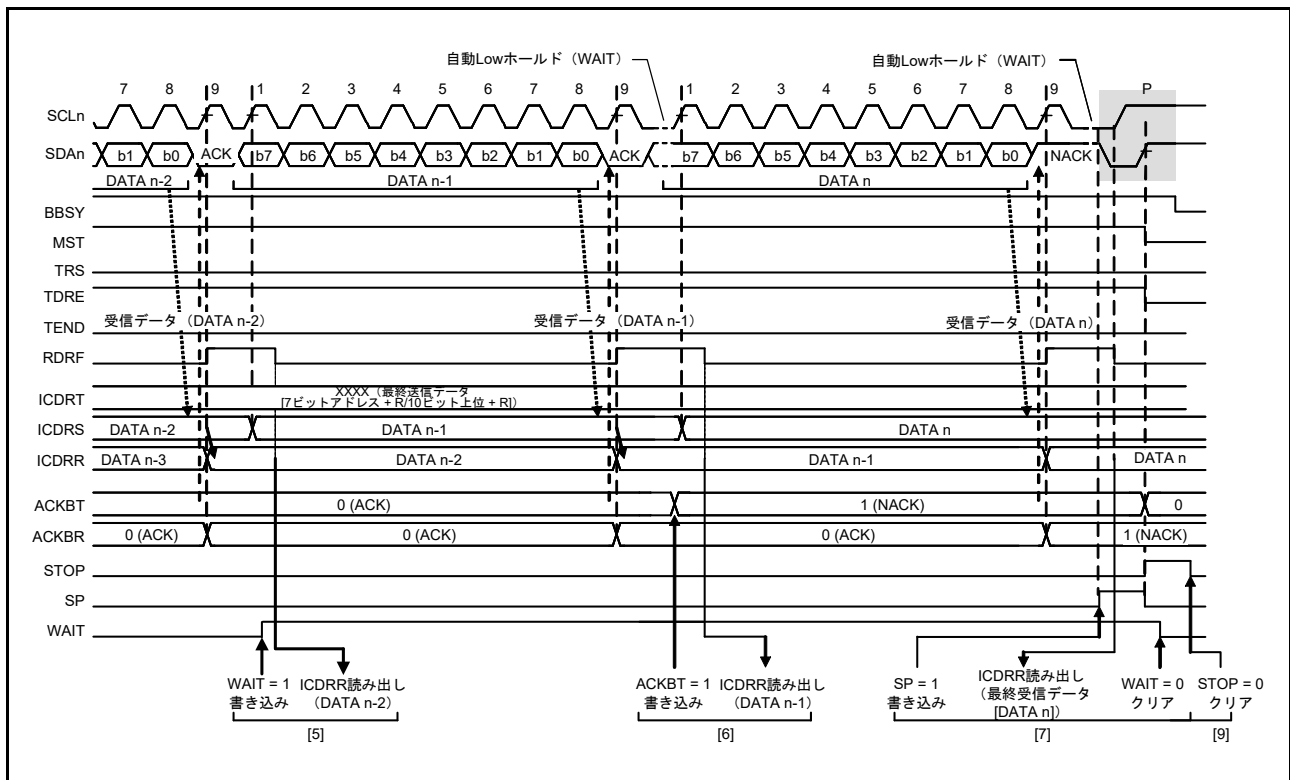 自動Lowホールド（WAIT）
自動Lowホールド（WAIT）
7 8 9 1 2 3 4 5 6 7 8 9 1 2 3 4 5 6 7 8 9 P
SCLn
SDAn b1 b0 ACK b7 b6 b5 b4 b3 b2 b1 b0 ACK b7 b6 b5 b4 b3 b2 b1 b0 NACK
DATA n-2 DATA n-1 DATA n
BBSY
MST
TRS
TDRE
TEND 受信データ（DATA n-2） 受信データ（DATA n-1） 受信データ（DATA n）
RDRF
ICDRT XXXX（最終送信データ
[7ビットアドレス + R/10ビット上位 + R]）
ICDRS DATA n-2 DATA n-1 DATA n
ICDRR DATA n-3 DATA n-2 DATA n-1 DATA n
ACKBT 0 (ACK) 1 (NACK) 0
ACKBR 0 (ACK) 0 (ACK) 0 (ACK) 1 (NACK)
STOP
SP
WAIT
WAIT = 1
書き込み
ICDRR読み出し
（DATA n-2）
[5]
ACKBT = 1
書き込み
ICDRR読み出し
（DATA n-1）
[6]
SP = 1
書き込み
ICDRR読み出し
（最終受信データ
[DATA n]）
WAIT = 0
クリア
[7]
STOP = 0
クリア
[9]